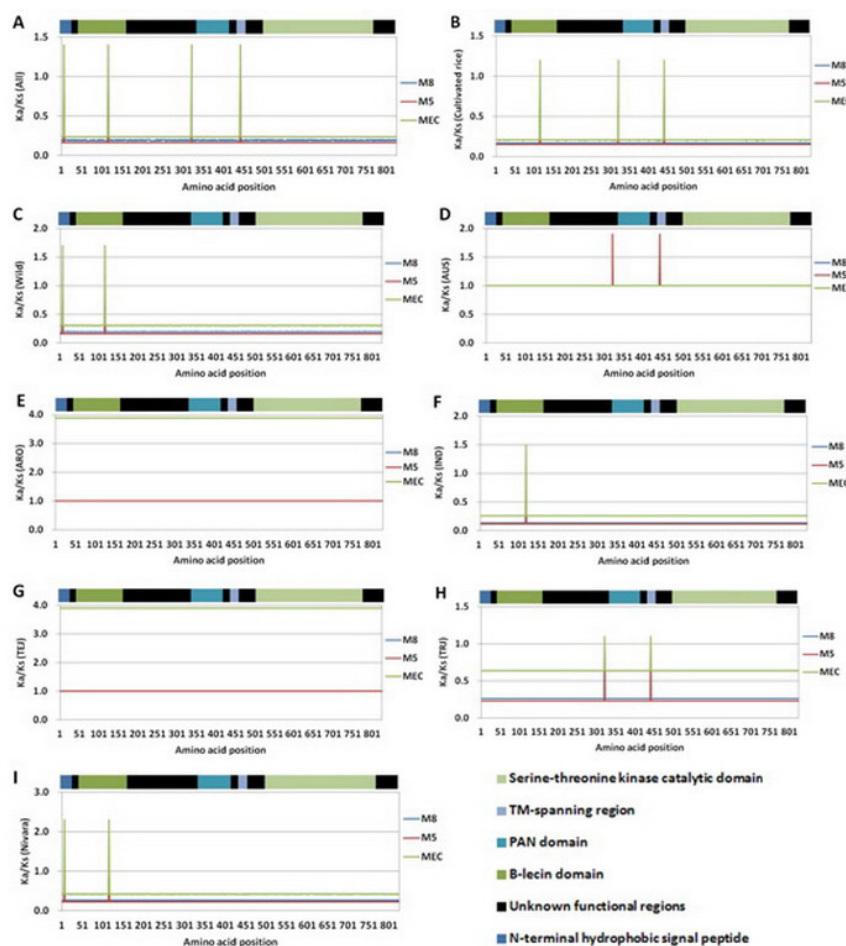 A
1.5
1.0
0.5
0.0
Ka/Ks (All)
1 51 101 151 201 251 301 351 401 451 501 551 601 651 701 751 801
Amino acid position
M8
M5
MEC
B
1.5
1.0
0.5
0.0
Ka/Ks (Cultivated rice)
1 51 101 151 201 251 301 351 401 451 501 551 601 651 701 751 801
Amino acid position
M8
M5
MEC
C
2.0
1.5
1.0
0.5
0.0
Ka/Ks (Wild)
1 51 101 151 201 251 301 351 401 451 501 551 601 651 701 751 801
Amino acid position
M8
M5
MEC
D
2.0
1.5
1.0
0.5
0.0
Ka/Ks (AUS)
1 51 101 151 201 251 301 351 401 451 501 551 601 651 701 751 801
Amino acid position
M8
M5
MEC
E
4.0
3.0
2.0
1.0
0.0
Ka/Ks (ARO)
1 51 101 151 201 251 301 351 401 451 501 551 601 651 701 751 801
Amino acid position
M8
M5
MEC
F
2.0
1.5
1.0
0.5
0.0
Ka/Ks (IND)
1 51 101 151 201 251 301 351 401 451 501 551 601 651 701 751 801
Amino acid position
M8
M5
MEC
G
4.0
3.0
2.0
1.0
0.0
Ka/Ks (TEJ)
1 51 101 151 201 251 301 351 401 451 501 551 601 651 701 751 801
Amino acid position
M8
M5
MEC
H
1.5
1.0
0.5
0.0
Ka/Ks (TRJ)
1 51 101 151 201 251 301 351 401 451 501 551 601 651 701 751 801
Amino acid position
M8
M5
MEC
I
3.0
2.0
1.0
0.0
Ka/Ks (Nivara)
1 51 101 151 201 251 301 351 401 451 501 551 601 651 701 751 801
Amino acid position
M8
M5
MEC
Serine-threonine kinase catalytic domain
TM-spanning region
PAN domain
B-lecin domain
Unknown functional regions
N-terminal hydrophobic signal peptide